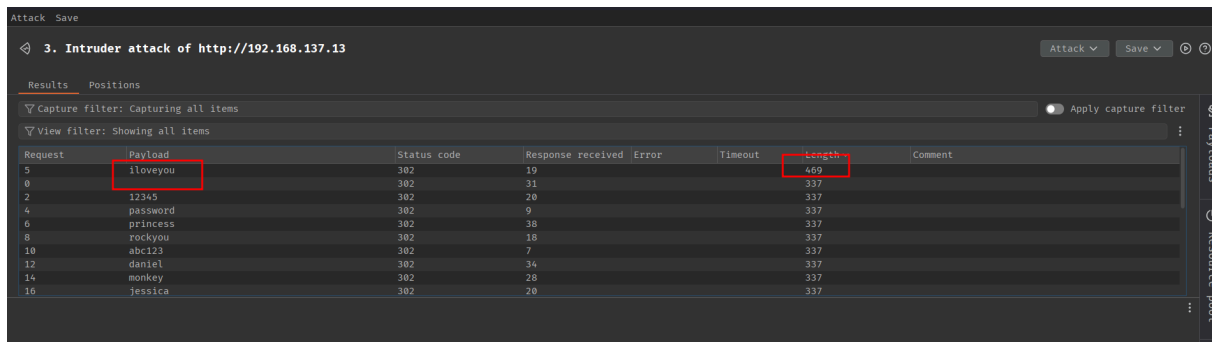 Attack Save
3. Intruder attack of http://192.168.137.13
Attack Save
Results Positions
Capture filter: Capturing all items
Apply capture filter
View filter: Showing all items
Request Payload Status code Response received Error Timeout Length Comment
5 iloveyou 302 19 469
0 302 31 337
2 12345 302 20 337
4 password 302 9 337
6 princess 302 38 337
8 rockyou 302 18 337
10 abc123 302 7 337
12 daniel 302 34 337
14 monkey 302 28 337
16 jessica 302 20 337